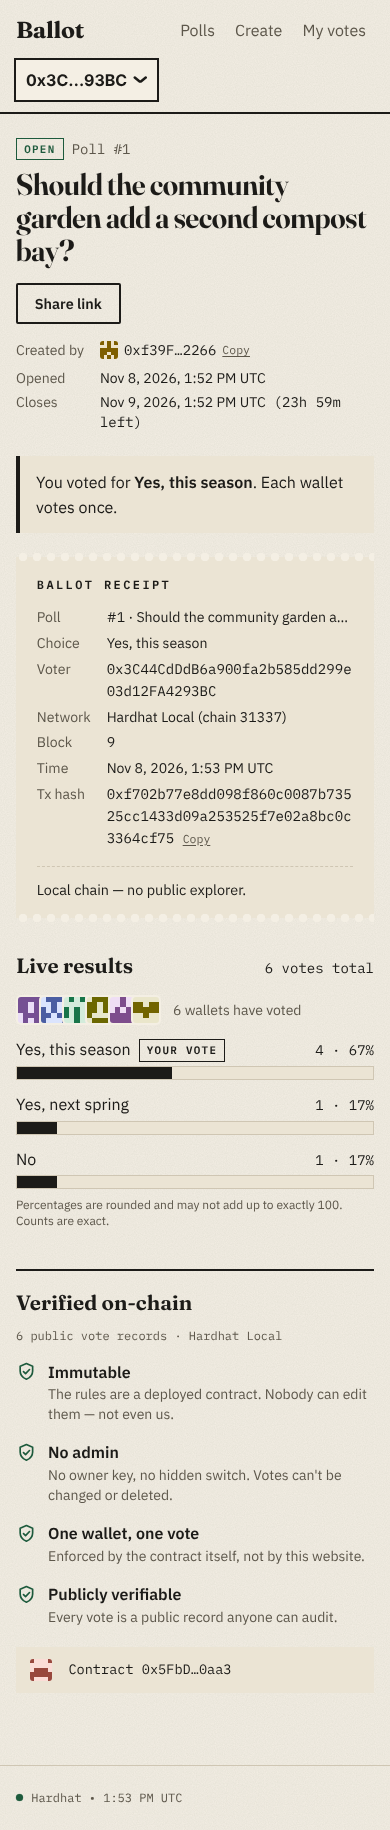 Ballot
Polls Create My votes
0x3C...93BC
OPEN Poll #1
Should the community
garden add a second compost
bay?
Share link
Created by 0xf39F…2266 Copy
Opened Nov 8, 2026, 1:52 PM UTC
Closes Nov 9, 2026, 1:52 PM UTC (23h 59m
left)
You voted for Yes, this season. Each wallet
votes once.
BALLOT RECEIPT
Poll #1 · Should the community garden a…
Choice Yes, this season
Voter 0x3C44CdDdB6a900fa2b585dd299e
03d12FA4293BC
Network Hardhat Local (chain 31337)
Block 9
Time Nov 8, 2026, 1:53 PM UTC
Tx hash 0xf702b77e8dd098f860c0087b735
25cc1433d09a253525f7e02a8bc0c
3364cf75 Copy
Local chain — no public explorer.
Live results 6 votes total
6 wallets have voted
Yes, this season YOUR VOTE 4 · 67%
Yes, next spring 1 · 17%
No 1 · 17%
Percentages are rounded and may not add up to exactly 100.
Counts are exact.
Verified on-chain
6 public vote records · Hardhat Local
Immutable
The rules are a deployed contract. Nobody can edit
them — not even us.
No admin
No owner key, no hidden switch. Votes can't be
changed or deleted.
One wallet, one vote
Enforced by the contract itself, not by this website.
Publicly verifiable
Every vote is a public record anyone can audit.
Contract 0x5FbD…0aa3
Hardhat • 1:53 PM UTC